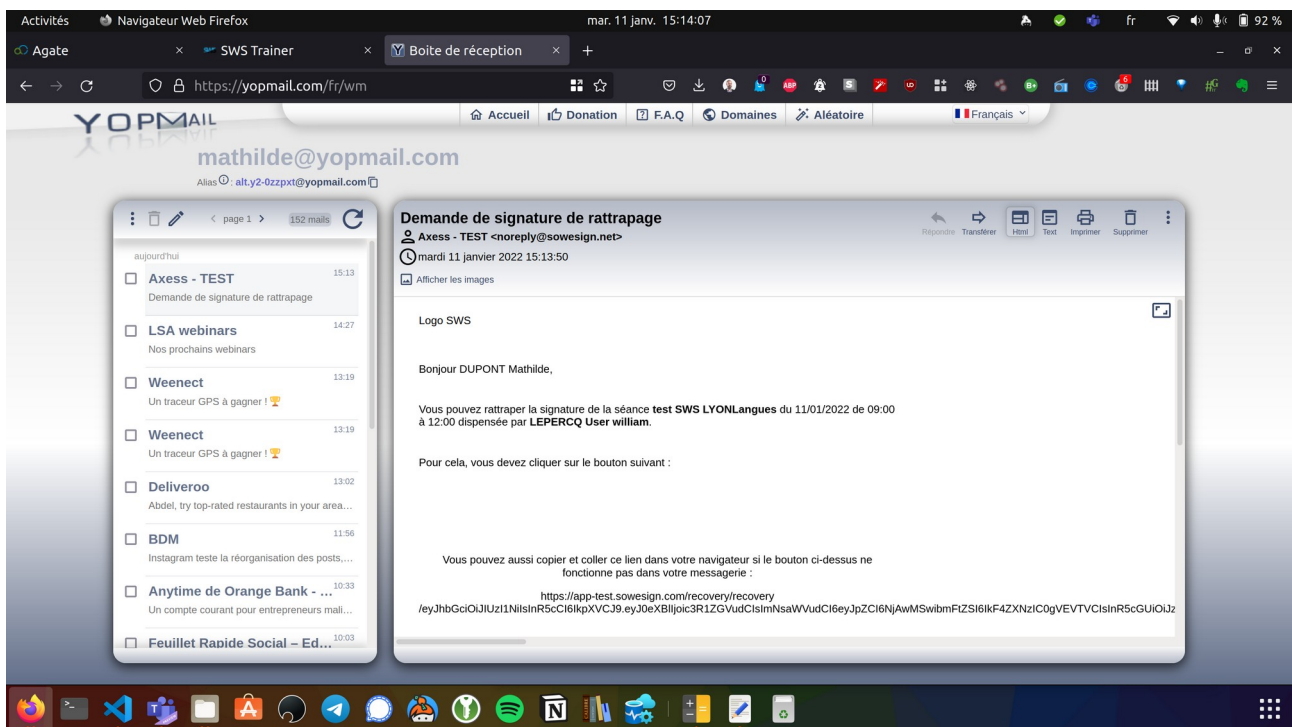 Activités Navigateur Web Firefox mar. 11 janv. 15:14:07 fr 92 %
Agate × SWS Trainer × Boite de réception × +
https://yopmail.com/fr/wm
YOPMAIL Accueil Donation F.A.Q Domaines Aléatoire Français
mathilde@yopmail.com
Alias : alt.y2-0zzpxt@yopmail.com
page 1 152 mails
aujourd'hui
Axess - TEST 15:13
Demande de signature de rattrapage
LSA webinars 14:27
Nos prochains webinars
Weenect 13:19
Un traceur GPS à gagner ! 🏆
Weenect 13:19
Un traceur GPS à gagner ! 🏆
Deliveroo 13:02
Abdel, try top-rated restaurants in your area…
BDM 11:56
Instagram teste la réorganisation des posts,…
Anytime de Orange Bank - … 10:33
Un compte courant pour entrepreneurs mali…
Feuillet Rapide Social – Ed… 10:03
Demande de signature de rattrapage
Axess - TEST <noreply@sowesign.net>
mardi 11 janvier 2022 15:13:50
Afficher les images
Répondre Transférer Html Text Imprimer Supprimer
Logo SWS
Bonjour DUPONT Mathilde,
Vous pouvez rattraper la signature de la séance test SWS LYONLangues du 11/01/2022 de 09:00
à 12:00 dispensée par LEPERCQ User william.
Pour cela, vous devez cliquer sur le bouton suivant :
Vous pouvez aussi copier et coller ce lien dans votre navigateur si le bouton ci-dessus ne
fonctionne pas dans votre messagerie :
https://app-test.sowesign.com/recovery/recovery